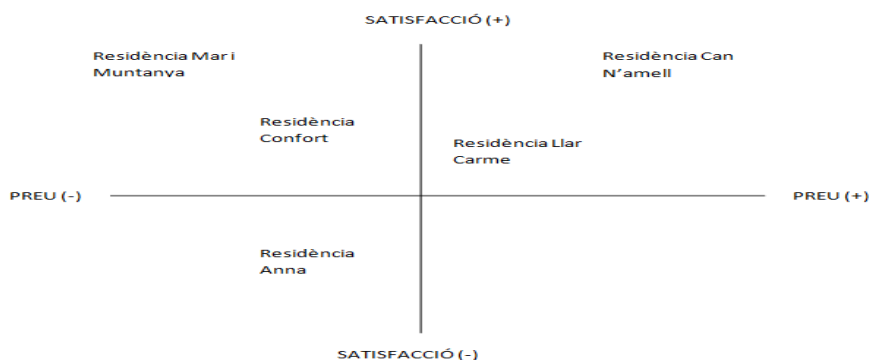 SATISFACCIÓ (+)
Residència Mar i
Muntanya
Residència Can
N'amell
Residència
Confort
Residència Llar
Carme
PREU (-)
PREU (+)
Residència
Anna
SATISFACCIÓ (-)